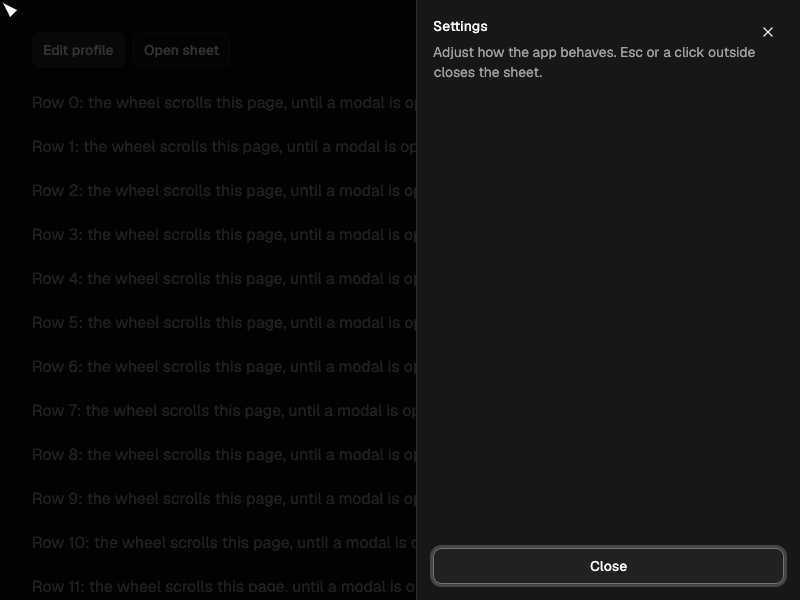 Edit profile
Open sheet
Row 0: the wheel scrolls this page, until a modal is
Row 1: the wheel scrolls this page, until a modal is
Row 2: the wheel scrolls this page, until a modal is
Row 3: the wheel scrolls this page, until a modal is
Row 4: the wheel scrolls this page, until a modal is
Row 5: the wheel scrolls this page, until a modal is
Row 6: the wheel scrolls this page, until a modal is
Row 7: the wheel scrolls this page, until a modal is
Row 8: the wheel scrolls this page, until a modal is
Row 9: the wheel scrolls this page, until a modal is
Row 10: the wheel scrolls this page, until a modal is
Row 11: the wheel scrolls this page, until a modal is
Settings
Adjust how the app behaves. Esc or a click outside
closes the sheet.
Close